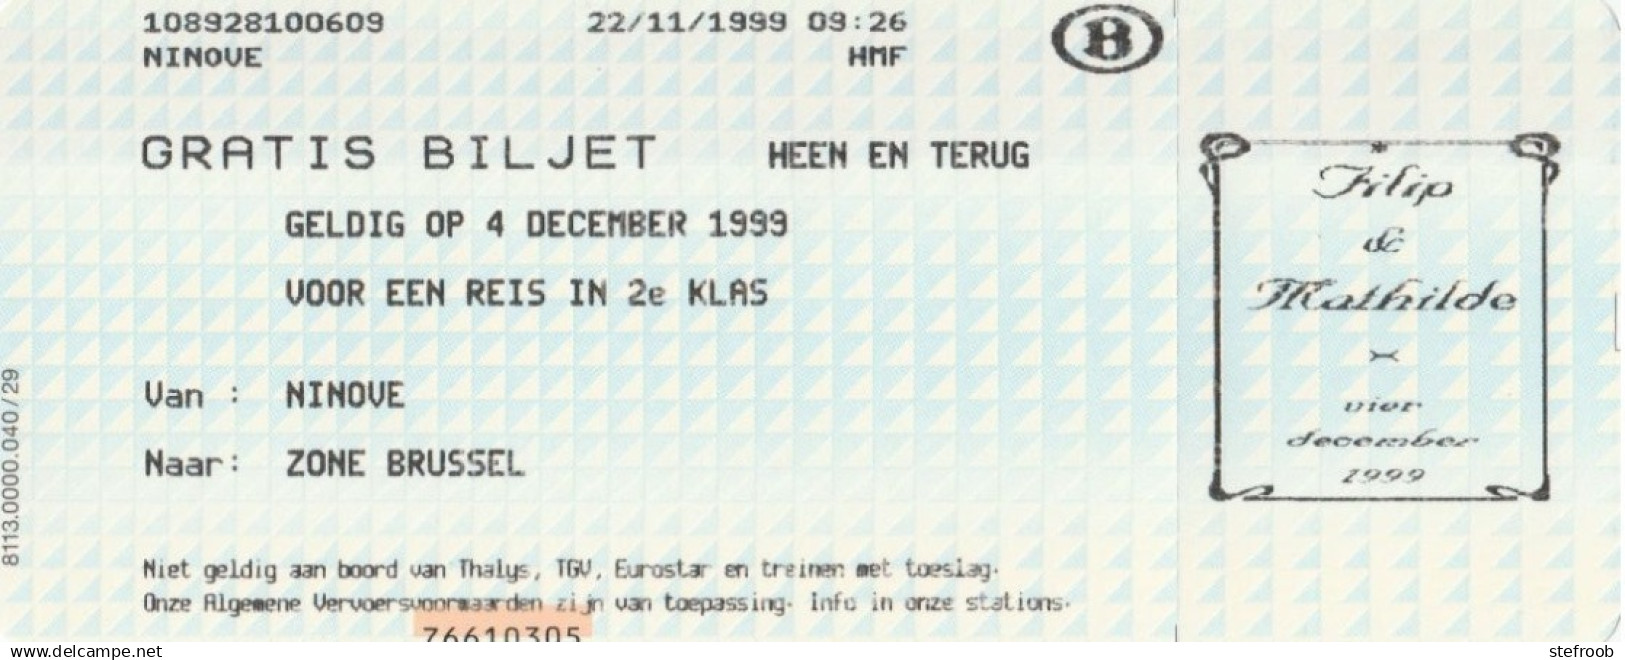 108928100609 22/11/1999 09:26
NINOVE HMF
B
GRATIS BILJET HEEN EN TERUG
GELDIG OP 4 DECEMBER 1999
VOOR EEN REIS IN 2e KLAS
Van : NINOVE
Naar: ZONE BRUSSEL
Niet geldig aan boord van Thalys, TGV, Eurostar en treinen met toeslag.
Onze Algemene Vervoersvoorwaarden zijn van toepassing. Info in onze stations.
76610305
8113.0000.040/29
Filip
&
Mathilde
vier
december
1999
www.delcampe.net
stefroob